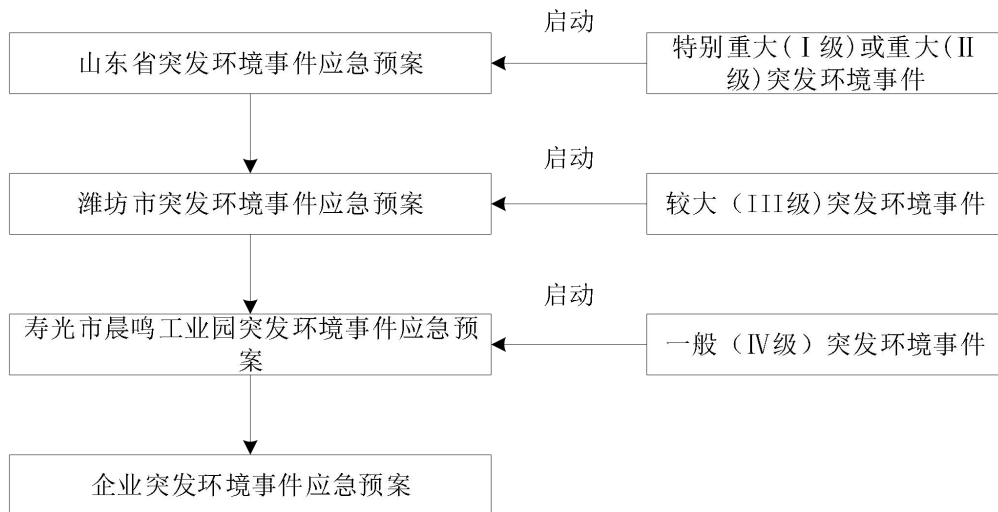 启动
山东省突发环境事件应急预案
特别重大(Ⅰ级)或重大(Ⅱ
级)突发环境事件
启动
潍坊市突发环境事件应急预案
较大（III级)突发环境事件
启动
寿光市晨鸣工业园突发环境事件应急预
案
一般（Ⅳ级）突发环境事件
企业突发环境事件应急预案